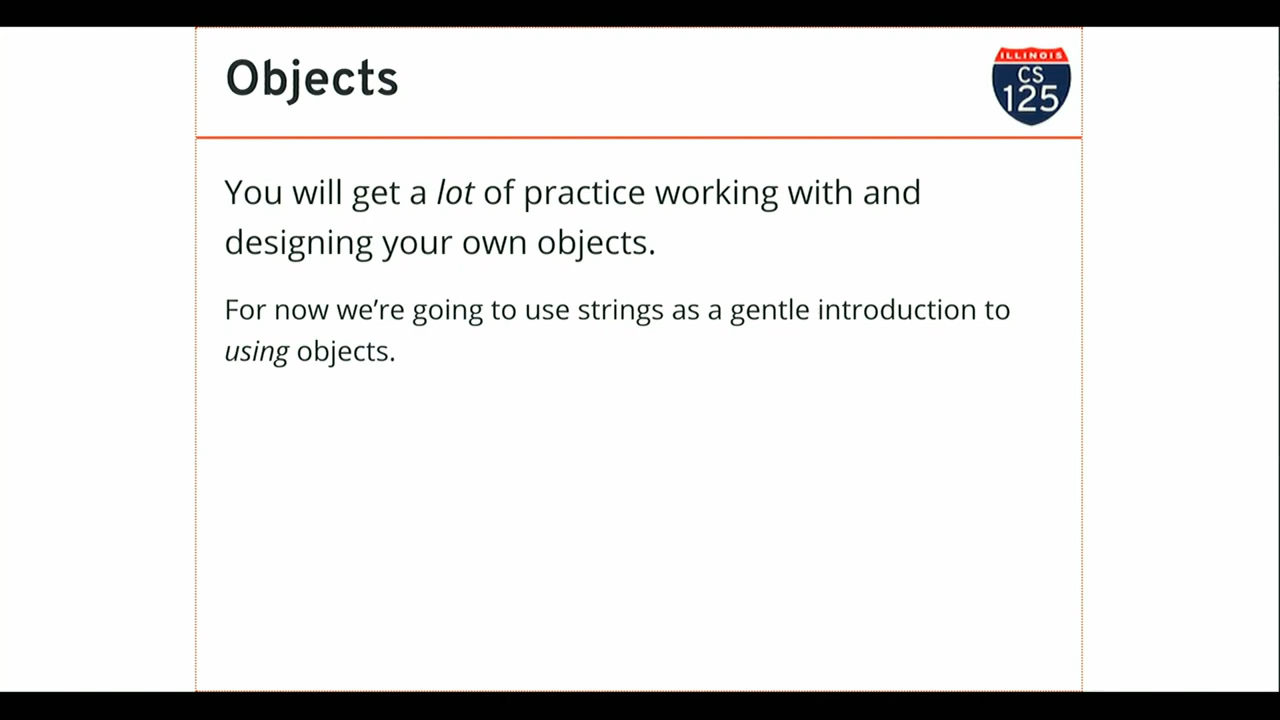 Objects
ILLINOIS
CS
125
You will get a lot of practice working with and
designing your own objects.
For now we’re going to use strings as a gentle introduction to
using objects.